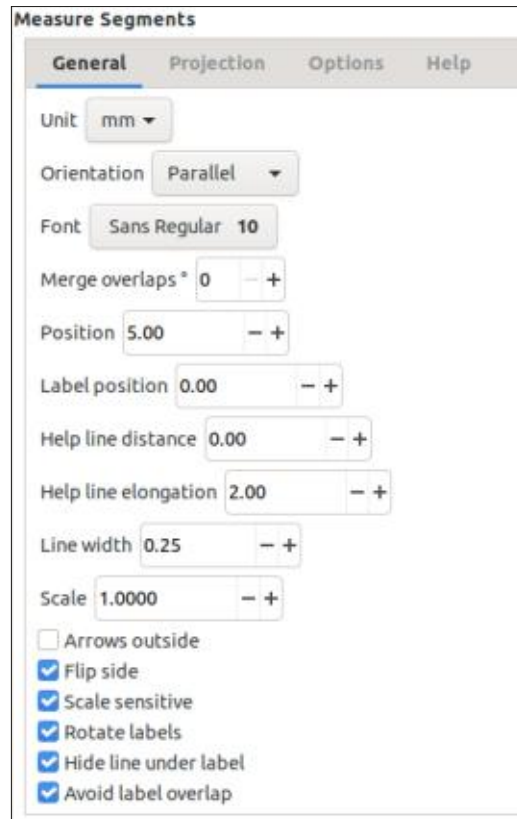 Measure Segments
General Projection Options Help
Unit mm
Orientation Parallel
Font Sans Regular 10
Merge overlaps ° 0 − +
Position 5.00 − +
Label position 0.00 − +
Help line distance 0.00 − +
Help line elongation 2.00 − +
Line width 0.25 − +
Scale 1.0000 − +
Arrows outside
Flip side
Scale sensitive
Rotate labels
Hide line under label
Avoid label overlap